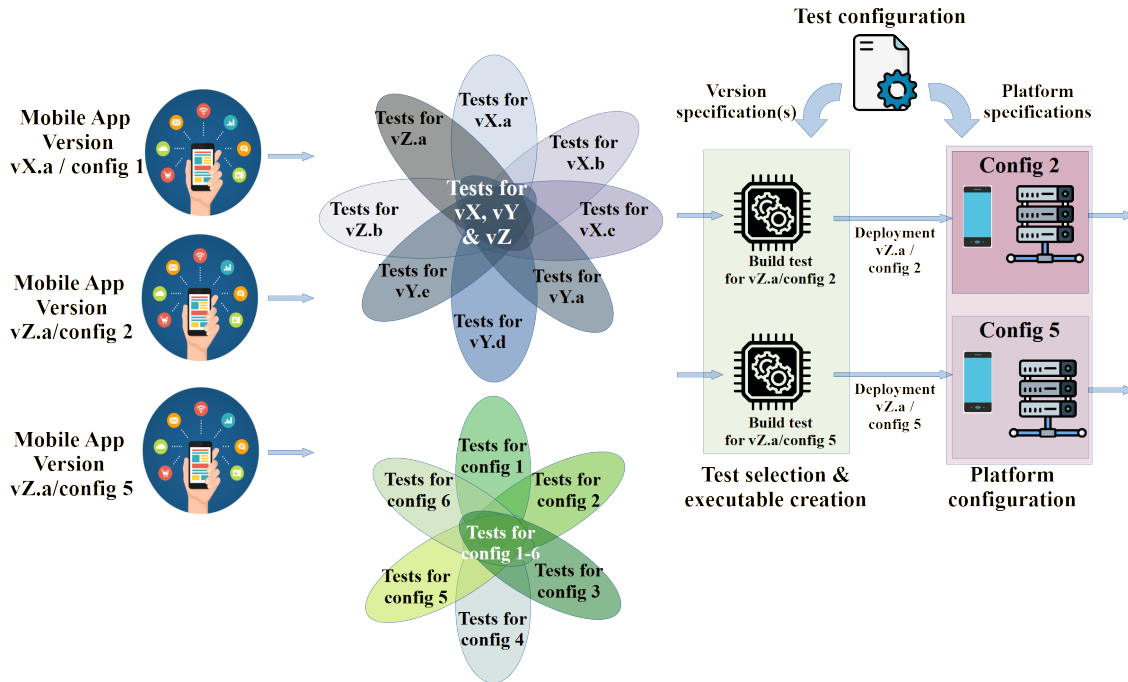 Test configuration
Version
specification(s)
Platform
specifications
Mobile App
Version
vX.a / config 1
Mobile App
Version
vZ.a/config 2
Mobile App
Version
vZ.a/config 5
Tests for
vX.a
Tests for
vX.b
Tests for
vX.c
Tests for
vY.a
Tests for
vY.d
Tests for
vY.e
Tests for
vZ.b
Tests for
vZ.a
Tests for
vX, vY
& vZ
Tests for
config 1
Tests for
config 2
Tests for
config 3
Tests for
config 4
Tests for
config 5
Tests for
config 6
Tests for
config 1-6
Build test
for vZ.a/config 2
Deployment
vZ.a /
config 2
Config 2
Build test
for vZ.a/config 5
Deployment
vZ.a /
config 5
Config 5
Test selection &
executable creation
Platform
configuration